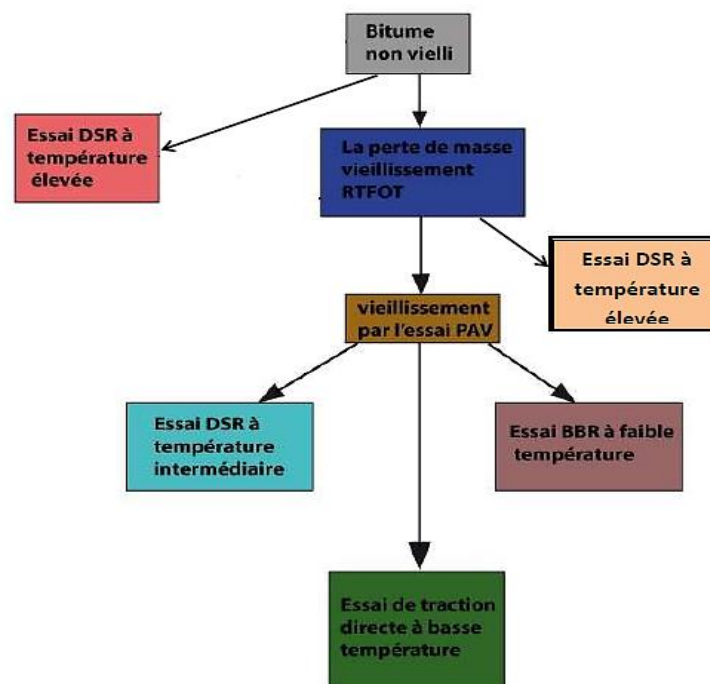 Bitume
non vielli
Essai DSR à
température
élevée
La perte de masse
vieillissement
RTFOT
Essai DSR à
température
élevée
vieillissement
par l'essai PAV
Essai DSR à
température
intermédiaire
Essai BBR à faible
température
Essai de traction
directe à basse
température